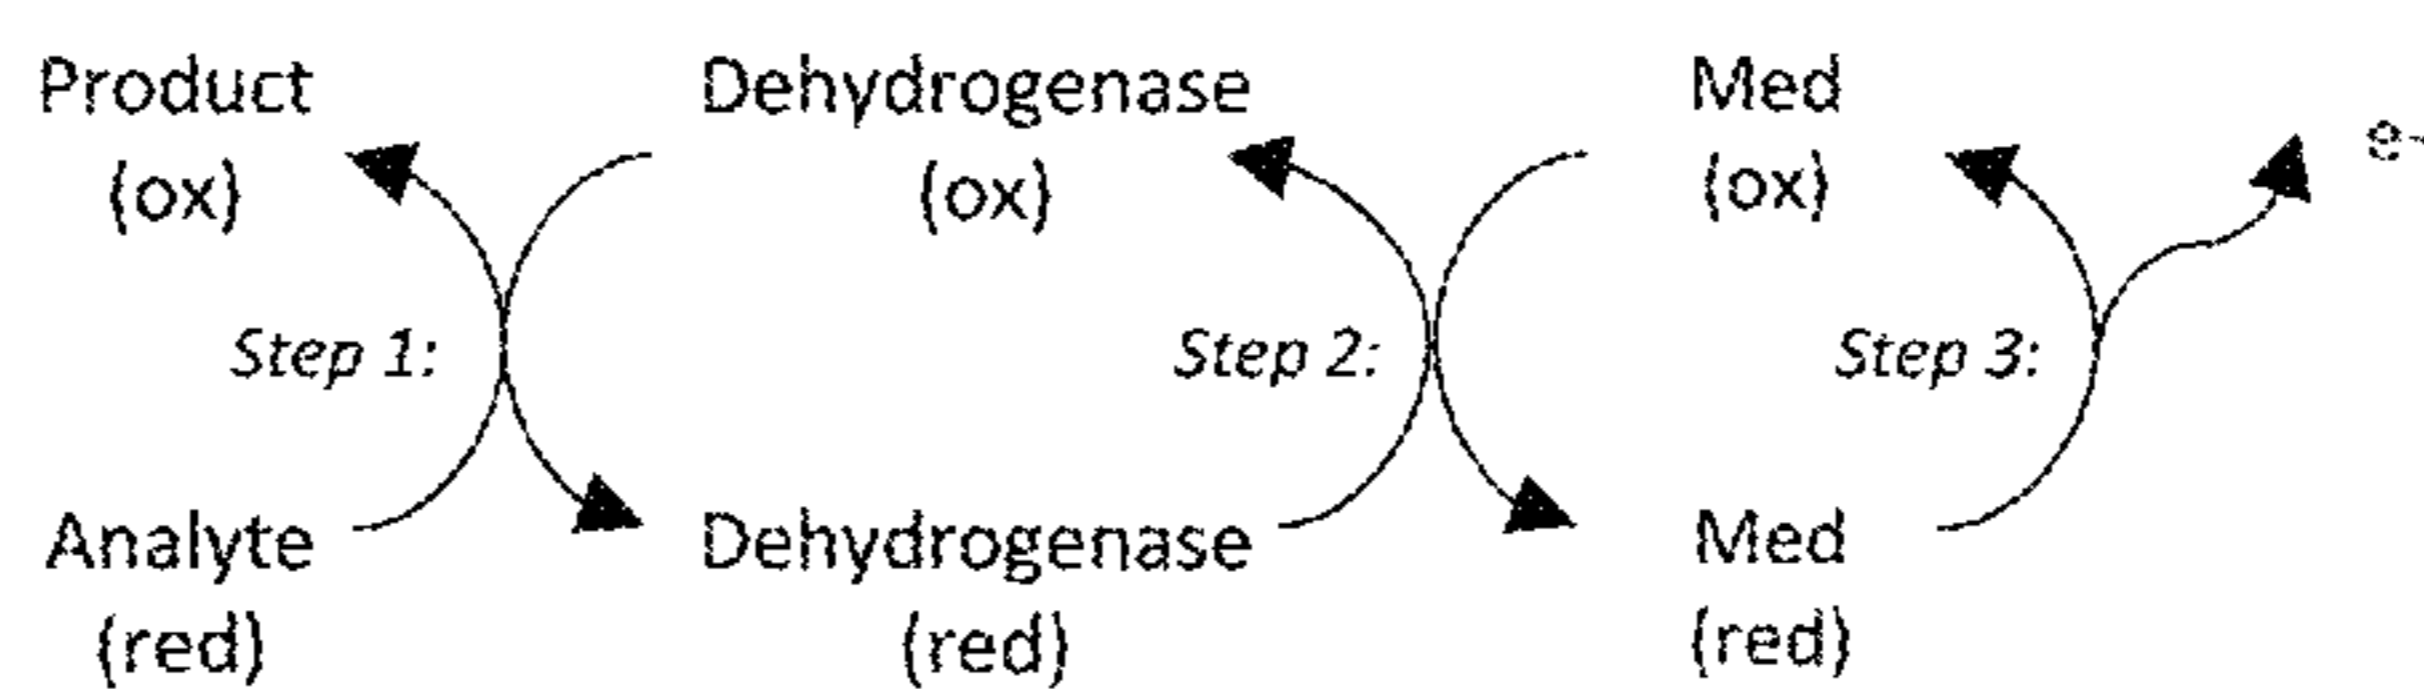 Product
(ox)
Dehydrogenase
(ox)
Med
(ox)
e-
Step 1:
Step 2:
Step 3:
Analyte
(red)
Dehydrogenase
(red)
Med
(red)